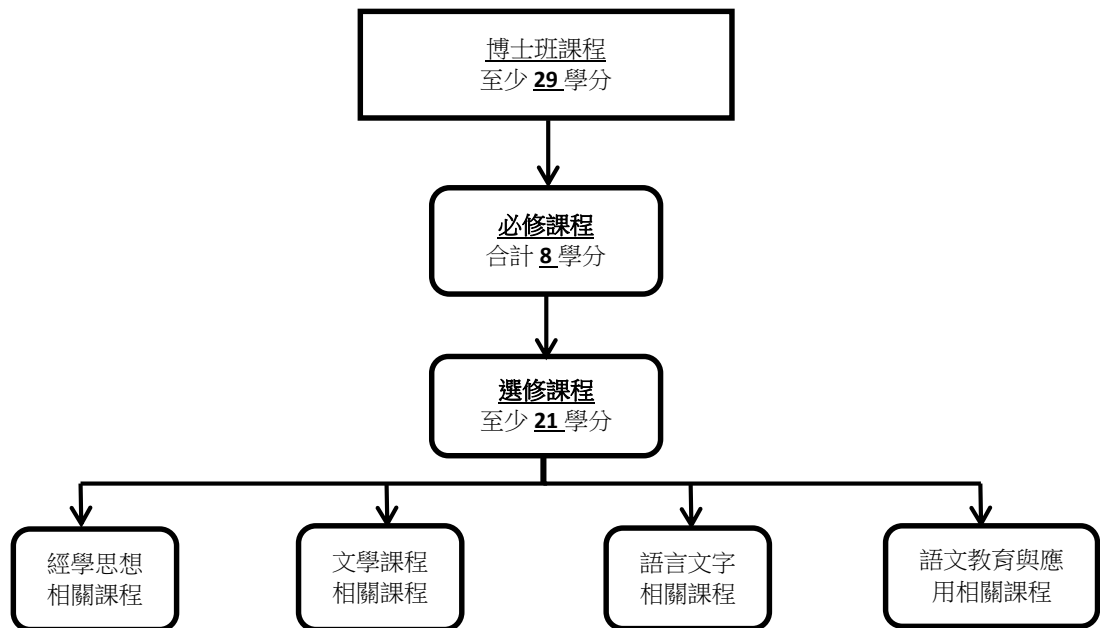 博士班課程
至少 29 學分
必修課程
合計 8 學分
選修課程
至少 21 學分
經學思想
相關課程
文學課程
相關課程
語言文字
相關課程
語文教育與應
用相關課程